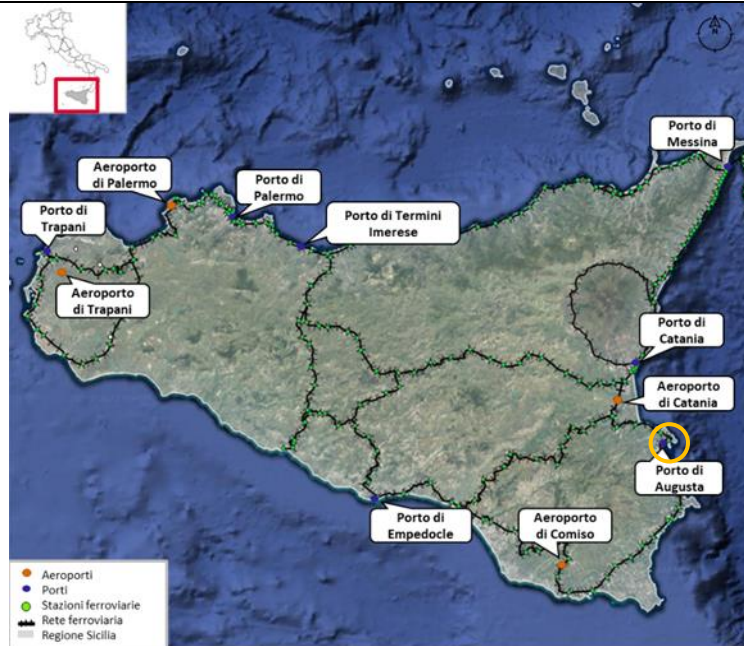 N
Porto di
Messina
Aeroporto
di Palermo
Porto di
Palermo
Porto di
Trapani
Porto di Termini
Imerese
Aeroporto
di Trapani
Porto di
Catania
Aeroporto
di Catania
Porto di
Augusta
Porto di
Empedocle
Aeroporto
di Comiso
Aeroporti
Porti
Stazioni ferroviarie
Rete ferroviaria
Regione Sicilia